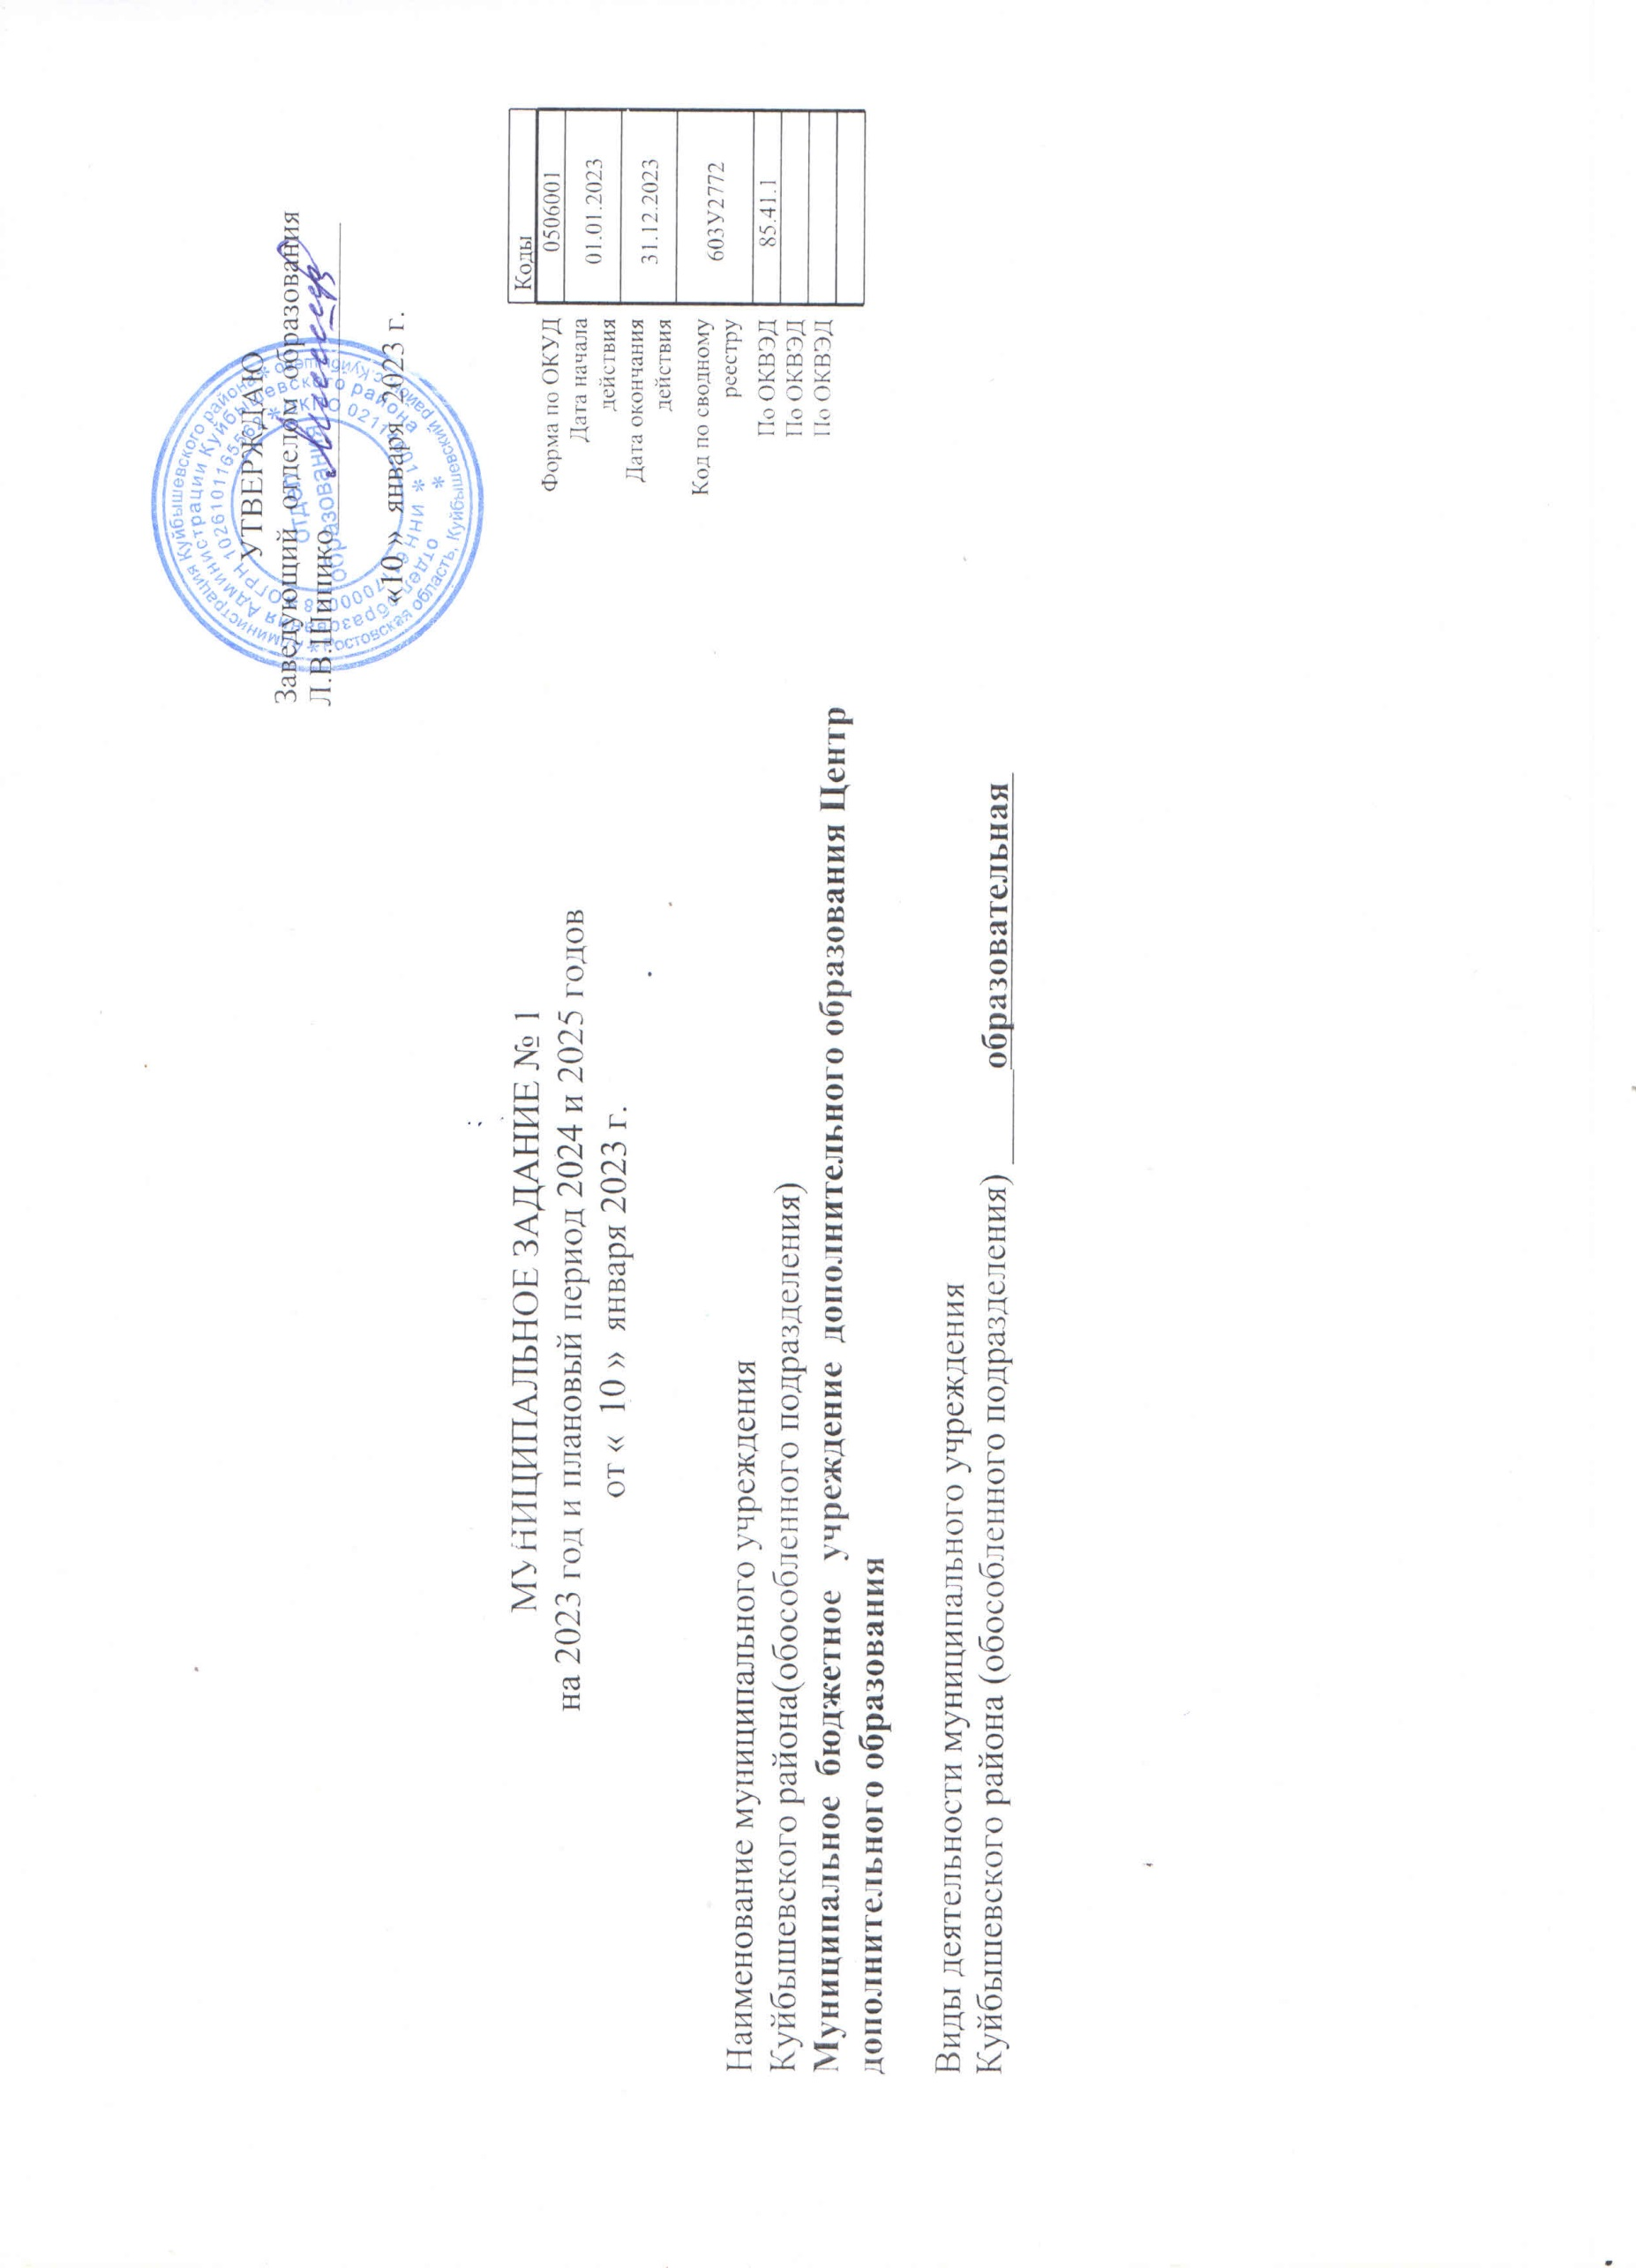 УТВЕРЖДАЮ
Заведующий отделом образования
Л.В.Шипико
«10 » января 2023 г.
МУНИЦИПАЛЬНОЕ ЗАДАНИЕ № 1
на 2023 год и плановый период 2024 и 2025 годов
от « 10 » января 2023 г.
Коды
Форма по ОКУД 0506001
Дата начала
действия 01.01.2023
Дата окончания
действия 31.12.2023
Код по сводному
реестру 603У2772
По ОКВЭД 85.41.1
По ОКВЭД
По ОКВЭД
Наименование муниципального учреждения
Куйбышевского района(обособленного подразделения)
Муниципальное бюджетное учреждение дополнительного образования Центр
дополнительного образования
Виды деятельности муниципального учреждения
Куйбышевского района (обособленного подразделения) образовательная
отдел
образования